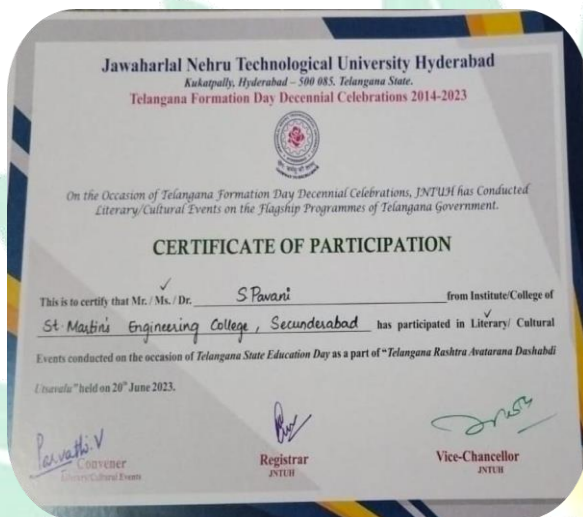 Jawaharlal Nehru Technological University Hyderabad
Kukatpally, Hyderabad – 500 085. Telangana State.
Telangana Formation Day Decennial Celebrations 2014-2023
On the Occasion of Telangana Formation Day Decennial Celebrations, JNTUH has Conducted
Literary/Cultural Events on the Flagship Programmes of Telangana Government.
CERTIFICATE OF PARTICIPATION
This is to certify that Mr. / Ms. / Dr. S Pavani from Institute/College of
St. Martin's Engineering College, Secunderabad has participated in Literary/ Cultural
Events conducted on the occasion of Telangana State Education Day as a part of "Telangana Rashtra Avatarana Dashabdi
Utsavalu" held on 20th June 2023.
Parvathi.V
Convener
Literary/Cultural Events
Registrar
JNTUH
Vice-Chancellor
JNTUH